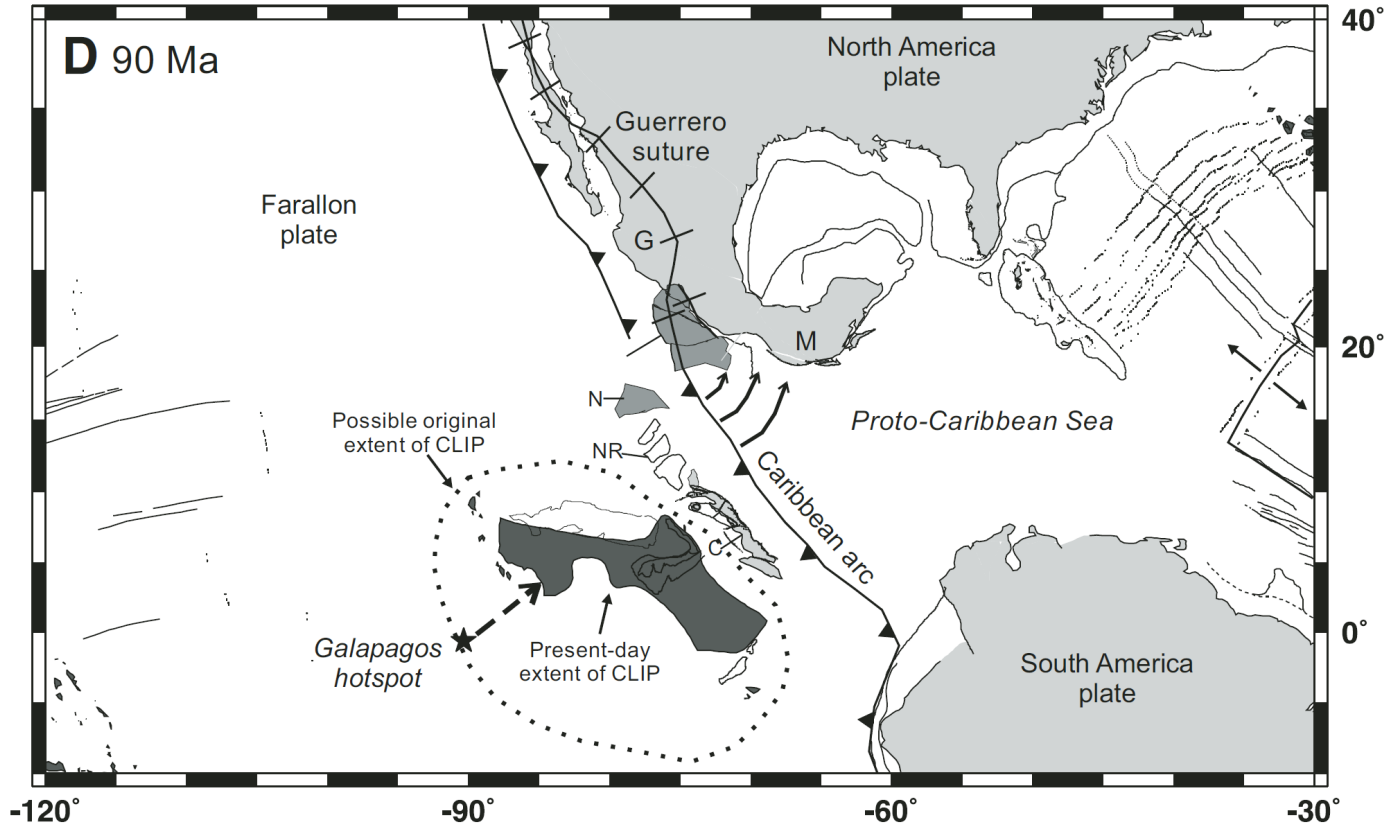 D 90 Ma
North America
plate
40°
Guerrero
suture
Farallon
plate
G
M
20°
N
Possible original
extent of CLIP
NR
Proto-Caribbean Sea
Caribbean arc
C
Galapagos
hotspot
Present-day
extent of CLIP
0°
South America
plate
-120°
-90°
-60°
-30°